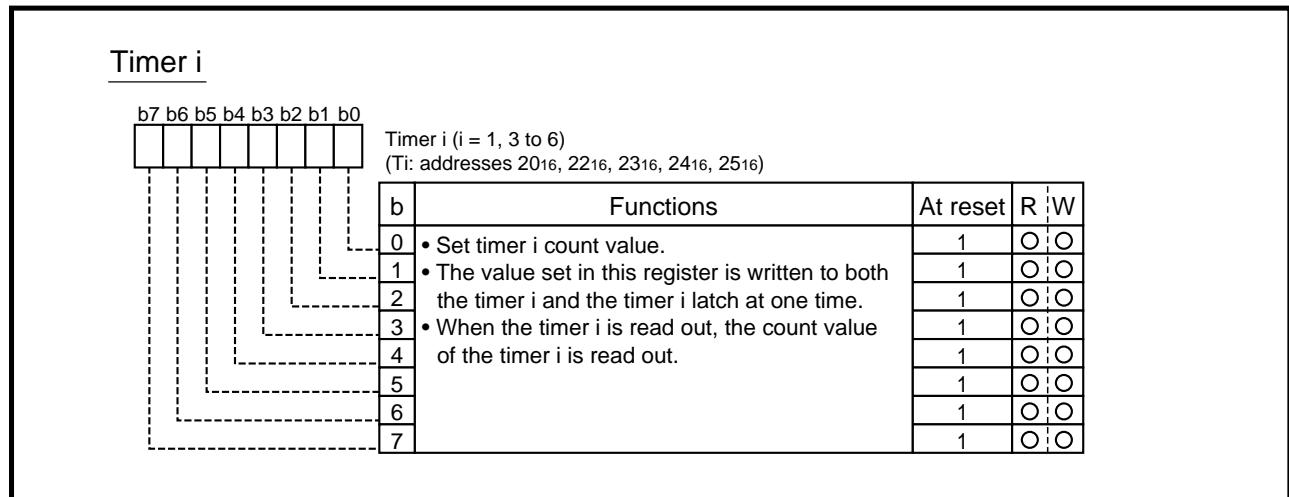 Timer i
b7 b6 b5 b4 b3 b2 b1 b0
Timer i (i = 1, 3 to 6)
(Ti: addresses 2016, 2216, 2316, 2416, 2516)
b Functions At reset R W
0 • Set timer i count value. 1 ○ ○
1 • The value set in this register is written to both 1 ○ ○
2 the timer i and the timer i latch at one time. 1 ○ ○
3 • When the timer i is read out, the count value 1 ○ ○
4 of the timer i is read out. 1 ○ ○
5 1 ○ ○
6 1 ○ ○
7 1 ○ ○